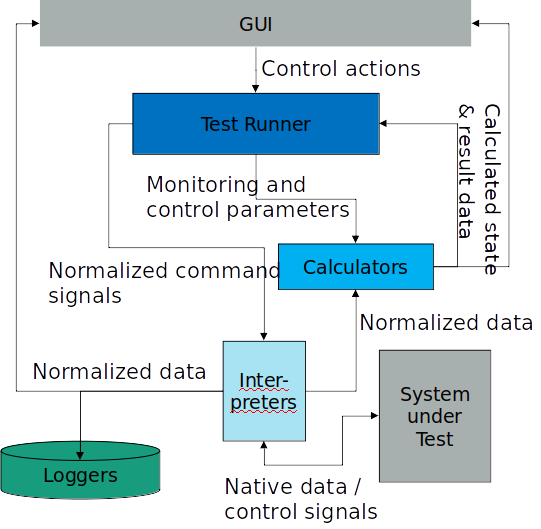 GUI
Control actions
Test Runner
Calculated state
& result data
Monitoring and
control parameters
Calculators
Normalized command
signals
Normalized data
Normalized data
Inter-
preters
System
under
Test
Loggers
Native data /
control signals